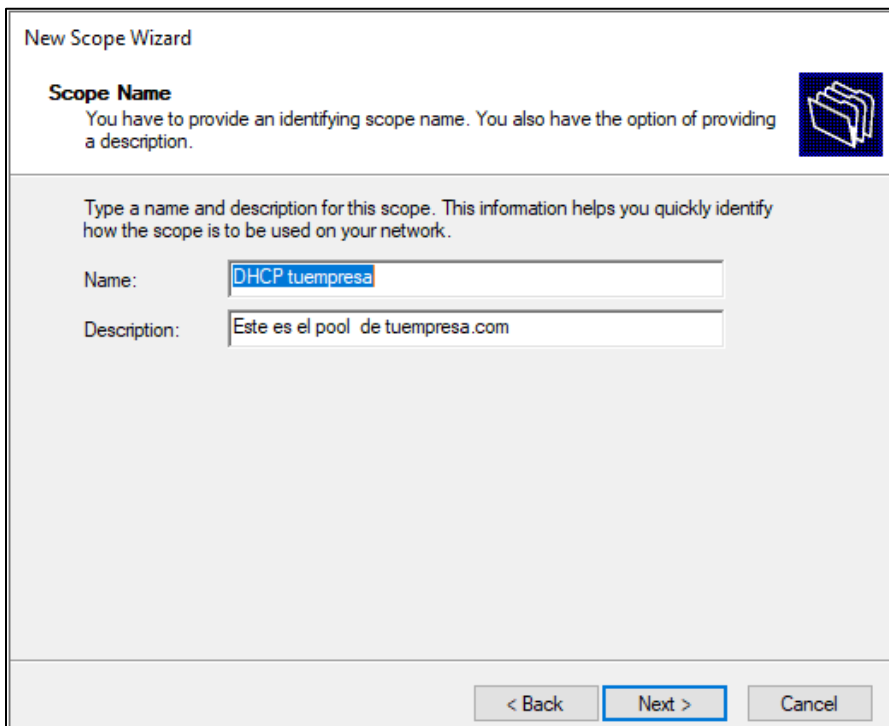 New Scope Wizard
Scope Name
You have to provide an identifying scope name. You also have the option of providing
a description.
Type a name and description for this scope. This information helps you quickly identify
how the scope is to be used on your network.
Name: DHCP tuempresa
Description: Este es el pool  de tuempresa.com
< Back Next > Cancel